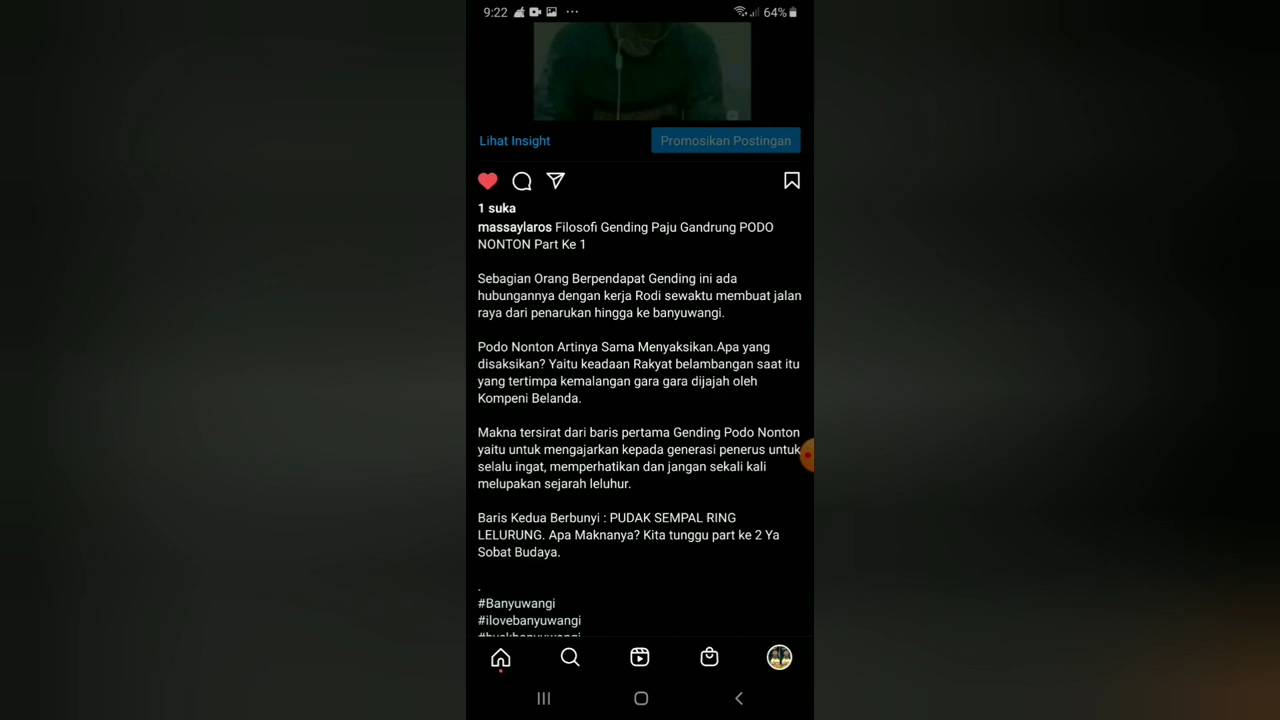 9:22
64%
Lihat Insight
Promosikan Postingan
1 suka
massaylaros Filosofi Gending Paju Gandrung PODO
NONTON Part Ke 1
Sebagian Orang Berpendapat Gending ini ada
hubungannya dengan kerja Rodi sewaktu membuat jalan
raya dari penarukan hingga ke banyuwangi.
Podo Nonton Artinya Sama Menyaksikan.Apa yang
disaksikan? Yaitu keadaan Rakyat belambangan saat itu
yang tertimpa kemalangan gara gara dijajah oleh
Kompeni Belanda.
Makna tersirat dari baris pertama Gending Podo Nonton
yaitu untuk mengajarkan kepada generasi penerus untuk
selalu ingat, memperhatikan dan jangan sekali kali
melupakan sejarah leluhur.
Baris Kedua Berbunyi : PUDAK SEMPAL RING
LELURUNG. Apa Maknanya? Kita tunggu part ke 2 Ya
Sobat Budaya.
.
#Banyuwangi
#ilovebanyuwangi